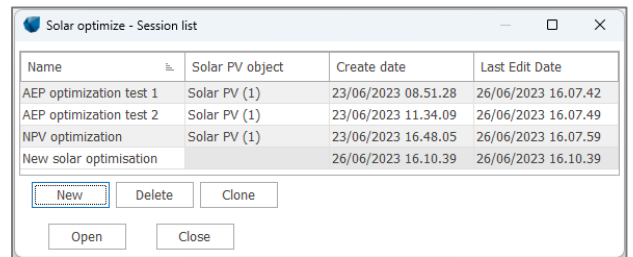 Solar optimize - Session list
Name Solar PV object Create date Last Edit Date
AEP optimization test 1 Solar PV (1) 23/06/2023 08.51.28 26/06/2023 16.07.42
AEP optimization test 2 Solar PV (1) 23/06/2023 11.34.09 26/06/2023 16.07.49
NPV optimization Solar PV (1) 23/06/2023 16.48.05 26/06/2023 16.07.59
New solar optimisation 26/06/2023 16.10.39 26/06/2023 16.10.39
New Delete Clone
Open Close